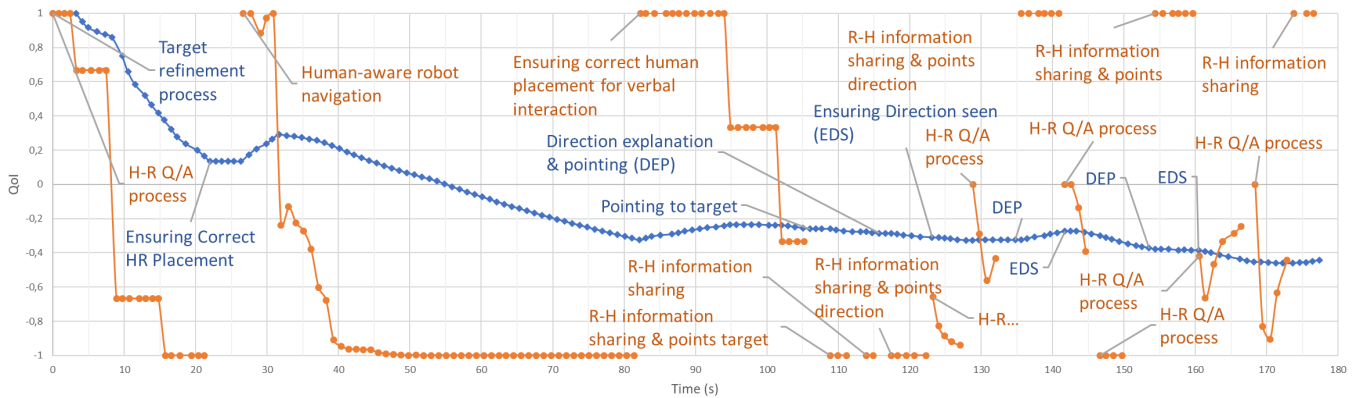 1
0,8
0,6
0,4
0,2
0
-0,2
-0,4
-0,6
-0,8
-1
QoI
Target
refinement
process
H-R Q/A
process
Ensuring Correct
HR Placement
Human-aware robot
navigation
Ensuring correct human
placement for verbal
interaction
Direction explanation
& pointing (DEP)
Pointing to target
R-H information
sharing
R-H information
sharing & points target
R-H information
sharing & points
direction
Ensuring Direction seen
(EDS)
H-R Q/A
process
R-H information
sharing & points
direction
H-R...
DEP
EDS
R-H information
sharing & points
H-R Q/A process
DEP
EDS
H-R Q/A
process
H-R Q/A
process
R-H information
sharing
H-R Q/A process
0 10 20 30 40 50 60 70 80 90 100 110 120 130 140 150 160 170 180
Time (s)